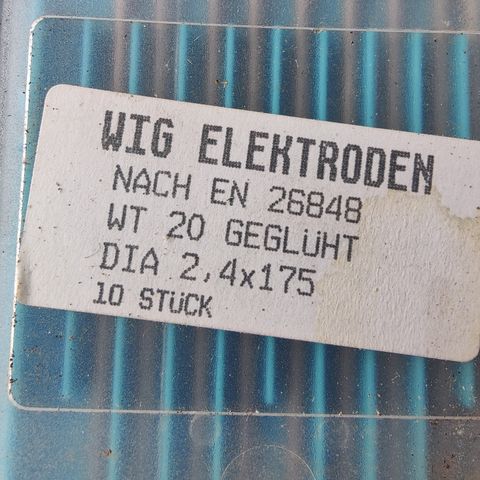 WIG ELEKTRODEN
NACH EN 26848
WT 20 GEGLÜHT
DIA 2,4x175
10 STÜCK